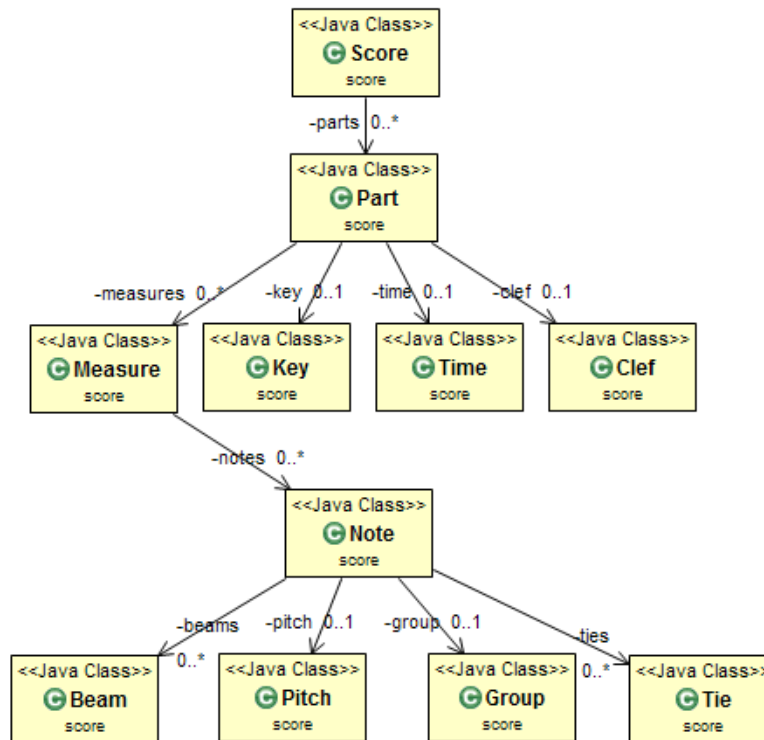 <<Java Class>>
C Score
score
-parts 0..*
<<Java Class>>
C Part
score
-measures 0..* -key 0..1 -time 0..1 -clef 0..1
<<Java Class>> <<Java Class>> <<Java Class>> <<Java Class>>
C Measure C Key C Time C Clef
score score score score
-notes 0..*
<<Java Class>>
C Note
score
-beams -pitch 0..1 -group 0..1 -ties
0..* 0..*
<<Java Class>> <<Java Class>> <<Java Class>> <<Java Class>>
C Beam C Pitch C Group C Tie
score score score score